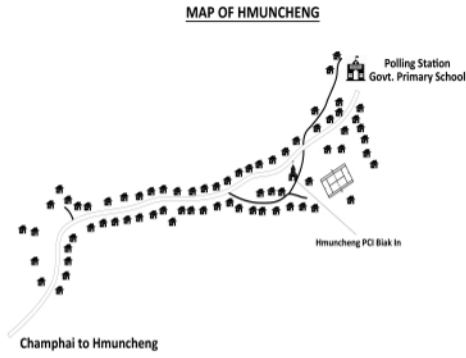 MAP OF HMUNCHENG
Polling Station
Govt. Primary School
Hmuncheng PCI Biak In
Champhai to Hmuncheng